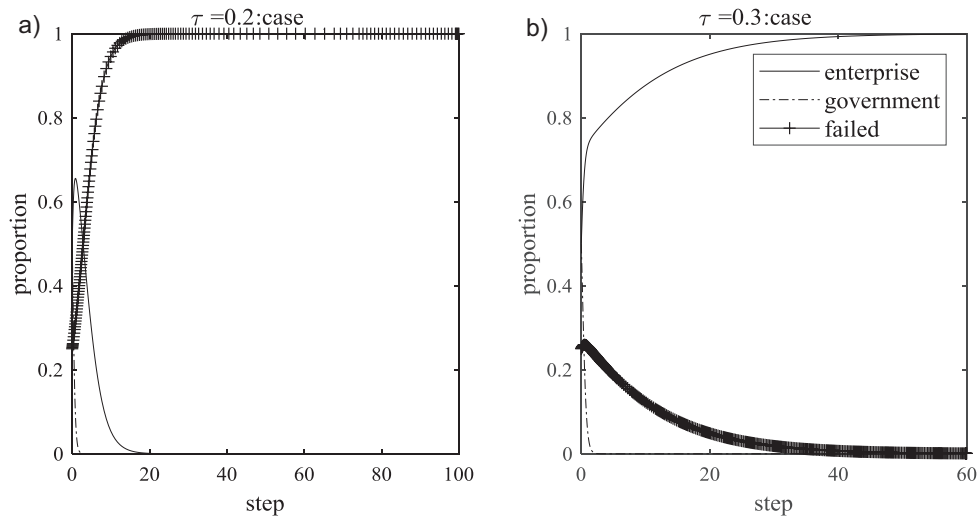 a)
τ =0.2:case
1
0.8
0.6
0.4
0.2
0
proportion
0 20 40 60 80 100
step
b)
τ =0.3:case
1
0.8
0.6
0.4
0.2
0
proportion
enterprise
government
failed
0 20 40 60
step